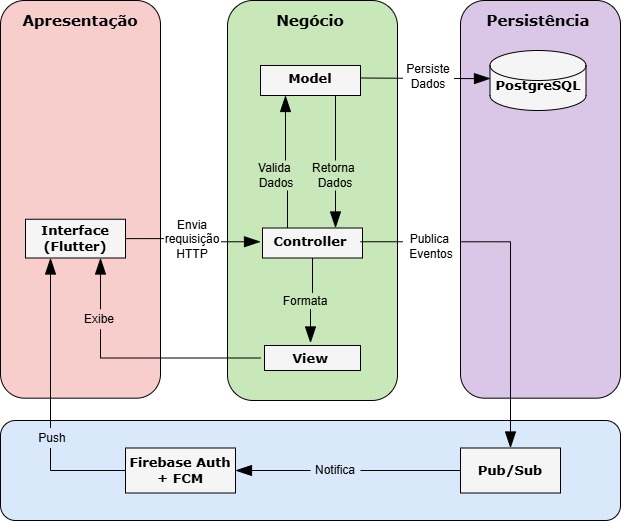 Apresentação
Negócio
Persistência
Model
Persiste
Dados
PostgreSQL
Valida
Dados
Retorna
Dados
Interface
(Flutter)
Envia
requisição
HTTP
Controller
Publica
Eventos
Formata
Exibe
View
Push
Firebase Auth
+ FCM
Notifica
Pub/Sub